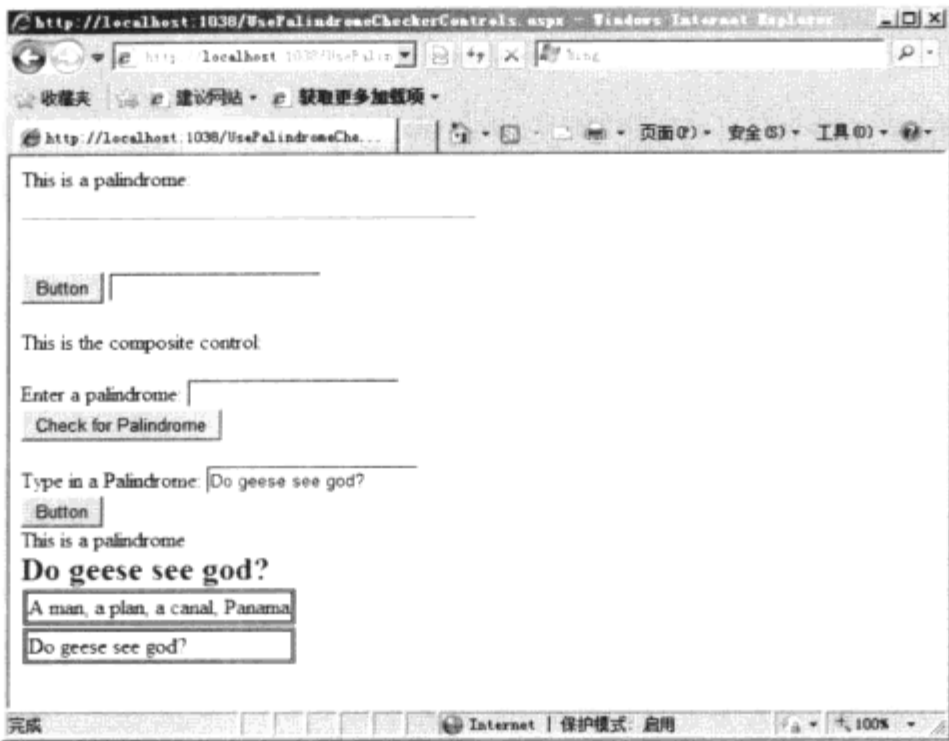 http://localhost:1038/UsePalindromeCheckerControls.aspx - Windows Internet Explorer
localhost:1038/UsePalin
Bing
收藏夹 建议网站 获取更多加载项
http://localhost:1038/UsePalindromeChe... 页面(P) 安全(S) 工具(O)
This is a palindrome:
Button
This is the composite control:
Enter a palindrome:
Check for Palindrome
Type in a Palindrome: Do geese see god?
Button
This is a palindrome
Do geese see god?
A man, a plan, a canal, Panama
Do geese see god?
完成 Internet | 保护模式: 启用 100%